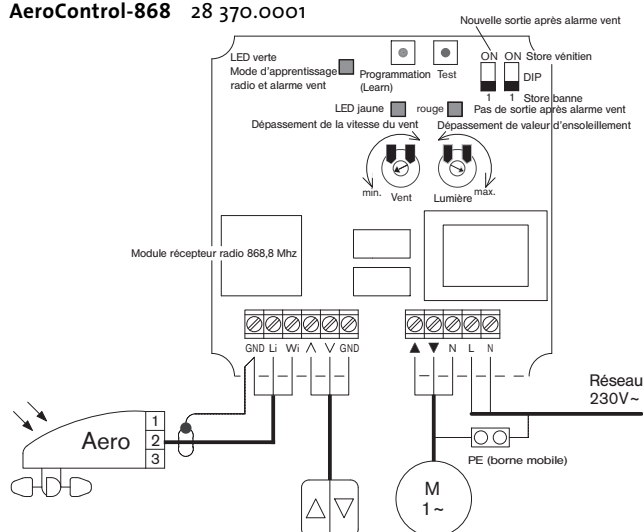 AeroControl-868 28 370.0001
Nouvelle sortie après alarme vent
LED verte
Mode d'apprentissage
radio et alarme vent
Programmation
(Learn)
Test
ON ON Store vénitien
DIP
1 1 Store banne
LED jaune
rouge
Pas de sortie après alarme vent
Dépassement de la vitesse du vent
Dépassement de valeur d'ensoleillement
min.
Vent
Lumière
max.
Module récepteur radio 868,8 Mhz
GND Li Wi ⋀ ⋁ GND
▲ ▼ N L N
Réseau
230V~
Aero
1
2
3
PE (borne mobile)
M
1~